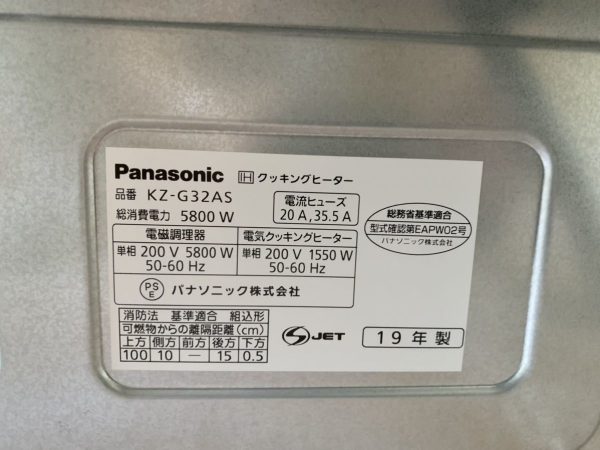 Panasonic IH クッキングヒーター
品番 KZ-G32AS
総消費電力 5800 W
電流ヒューズ
20 A,35.5 A
総務省基準適合
型式確認第EAPW02号
パナソニック株式会社
電磁調理器 電気クッキングヒーター
単相 200 V 5800 W 単相 200 V 1550 W
50-60 Hz 50-60 Hz
PS E パナソニック株式会社
消防法 基準適合 組込形
可燃物からの離隔距離(cm)
上方 側方 前方 後方 下方
100 10 — 15 0.5
S JET
19年製